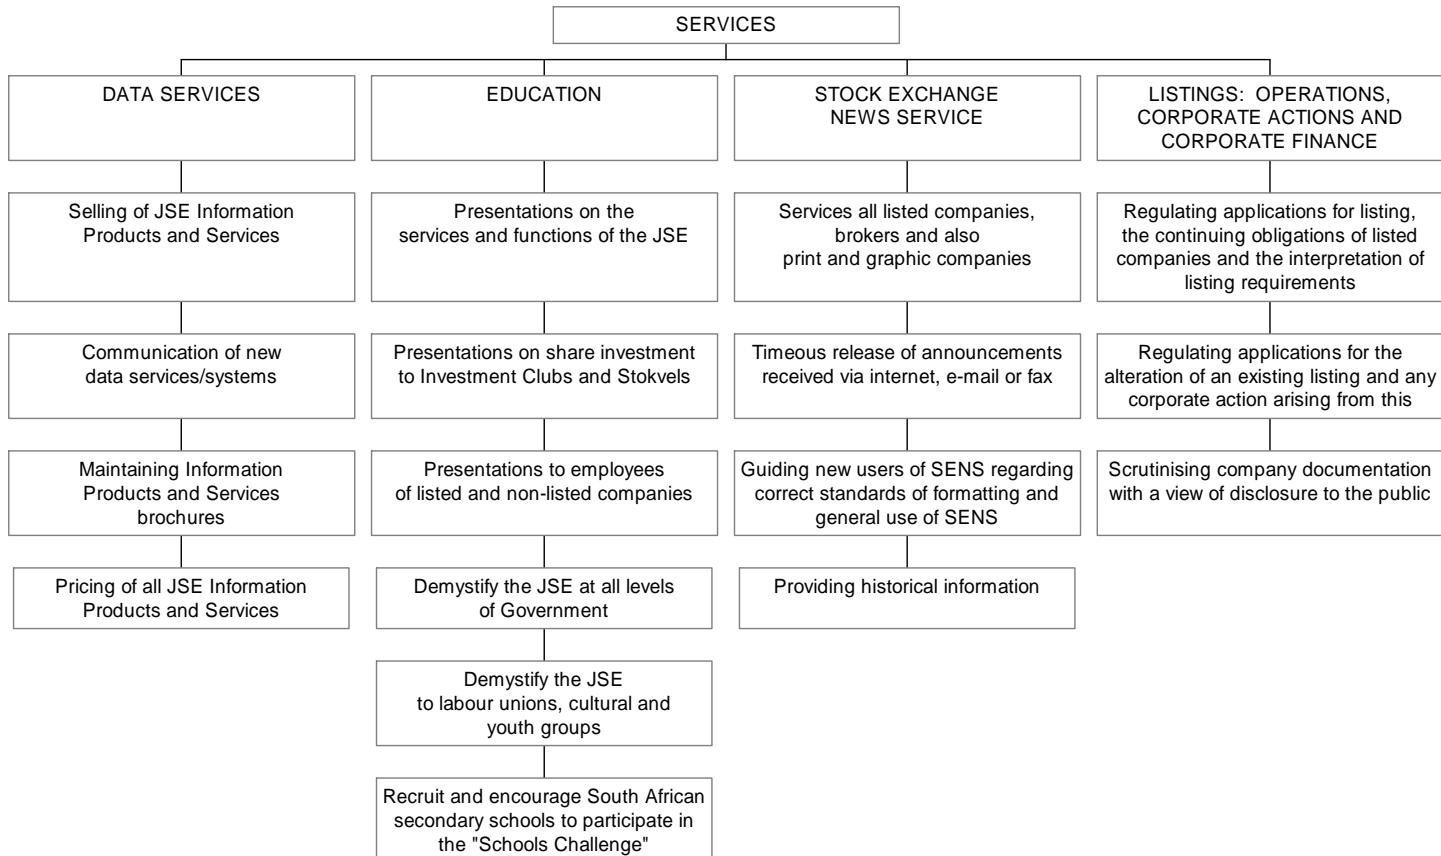 SERVICES
DATA SERVICES
Selling of JSE Information
Products and Services
Communication of new
data services/systems
Maintaining Information
Products and Services
brochures
Pricing of all JSE Information
Products and Services
EDUCATION
Presentations on the
services and functions of the JSE
Presentations on share investment
to Investment Clubs and Stokvels
Presentations to employees
of listed and non-listed companies
Demystify the JSE at all levels
of Government
Demystify the JSE
to labour unions, cultural and
youth groups
Recruit and encourage South African
secondary schools to participate in
the "Schools Challenge"
STOCK EXCHANGE
NEWS SERVICE
Services all listed companies,
brokers and also
print and graphic companies
Timeous release of announcements
received via internet, e-mail or fax
Guiding new users of SENS regarding
correct standards of formatting and
general use of SENS
Providing historical information
LISTINGS: OPERATIONS,
CORPORATE ACTIONS AND
CORPORATE FINANCE
Regulating applications for listing,
the continuing obligations of listed
companies and the interpretation of
listing requirements
Regulating applications for the
alteration of an existing listing and any
corporate action arising from this
Scrutinising company documentation
with a view of disclosure to the public